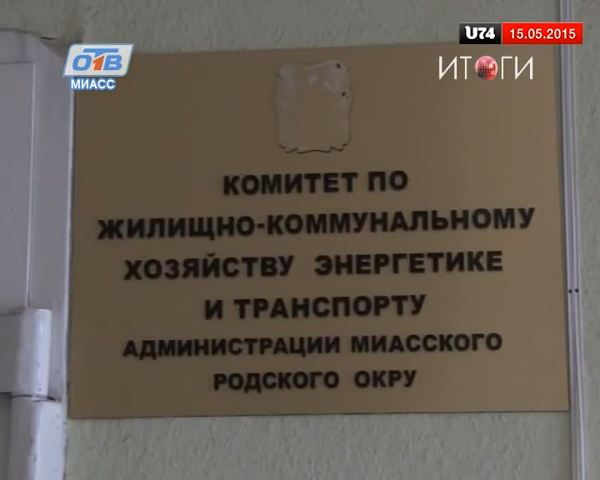 U74 15.05.2015
ОТВ
МИАСС
ИТОГИ
КОМИТЕТ ПО
ЖИЛИЩНО-КОММУНАЛЬНОМУ
ХОЗЯЙСТВУ ЭНЕРГЕТИКЕ
И ТРАНСПОРТУ
АДМИНИСТРАЦИИ МИАССКОГО
РОДСКОГО ОКРУ